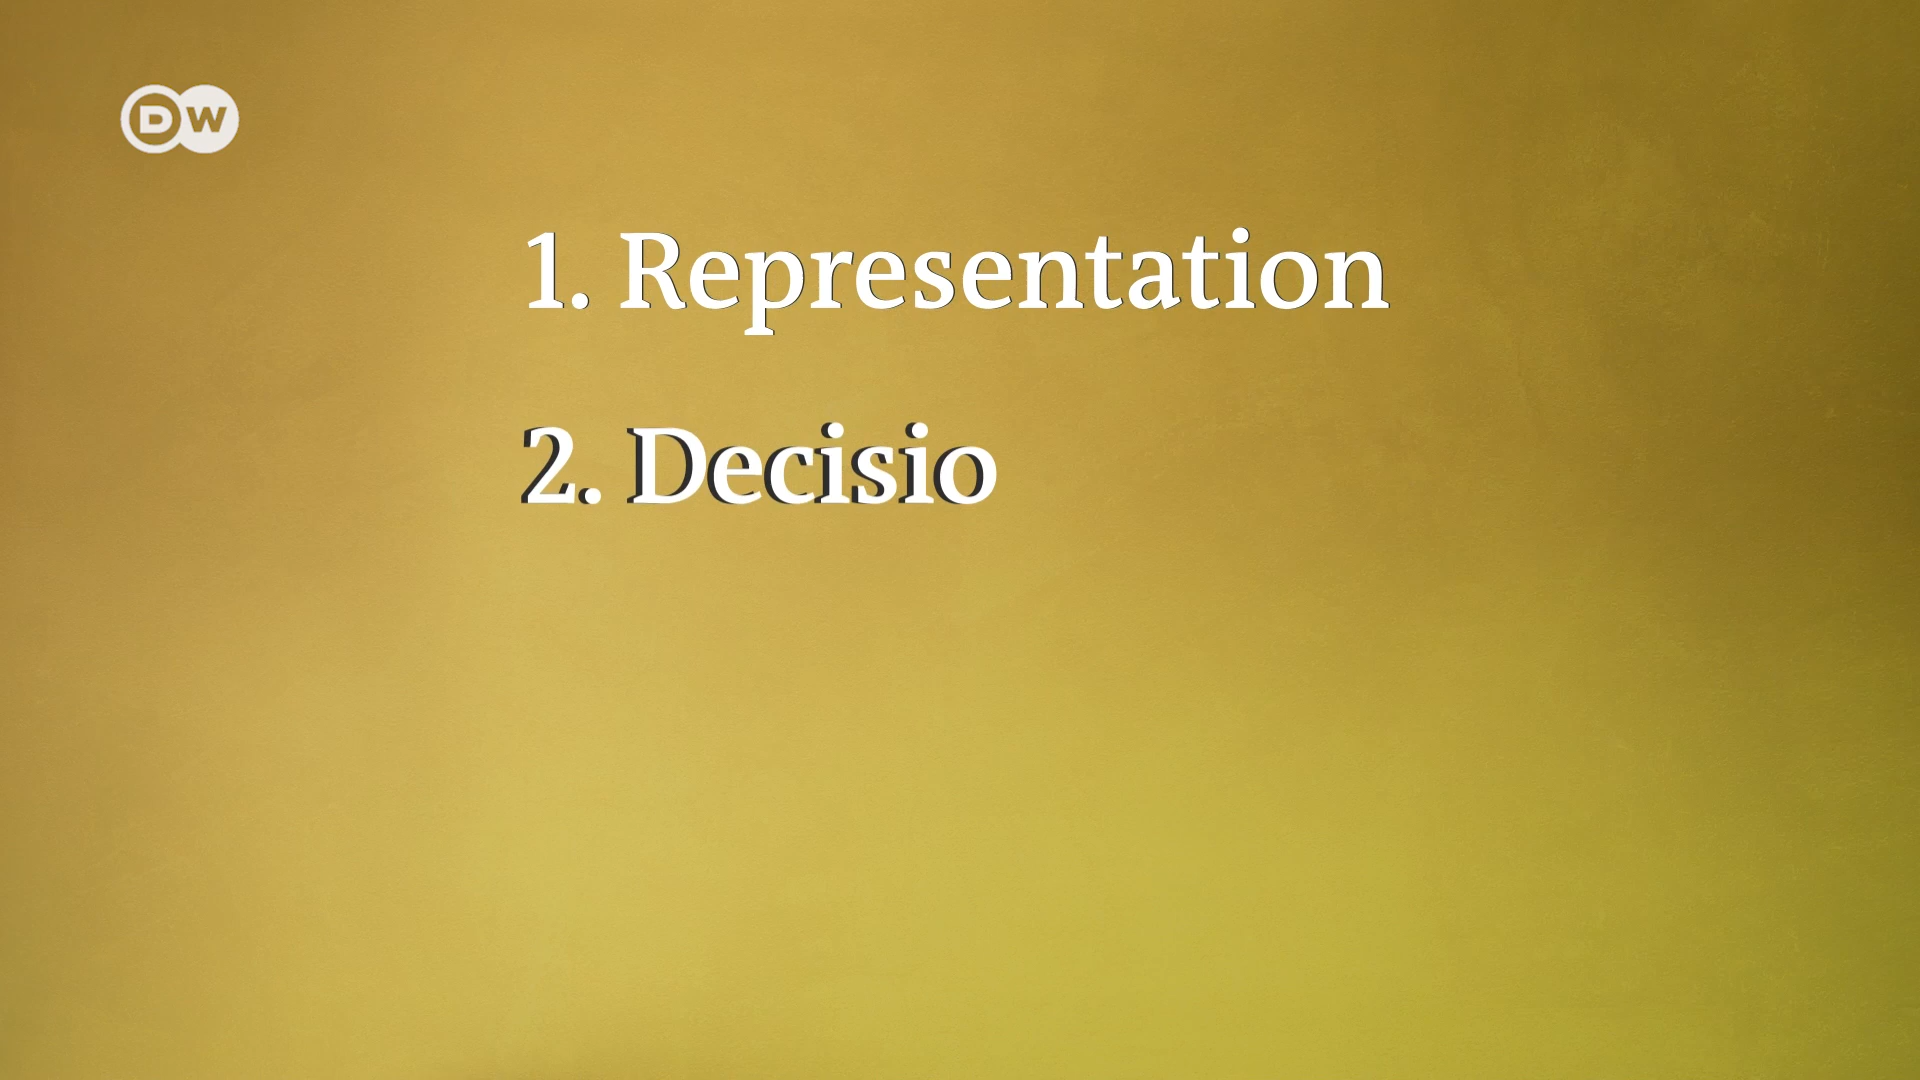 DW
1. Representation
2. Decisio